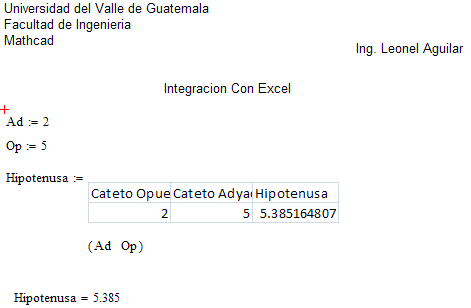 Universidad del Valle de Guatemala
Facultad de Ingenieria
Mathcad
Ing. Leonel Aguilar
Integracion Con Excel
Ad := 2
Op := 5
Hipotenusa :=
Cateto Opue Cateto Adyac Hipotenusa
2 5 5.385164807
(Ad Op)
Hipotenusa = 5.385